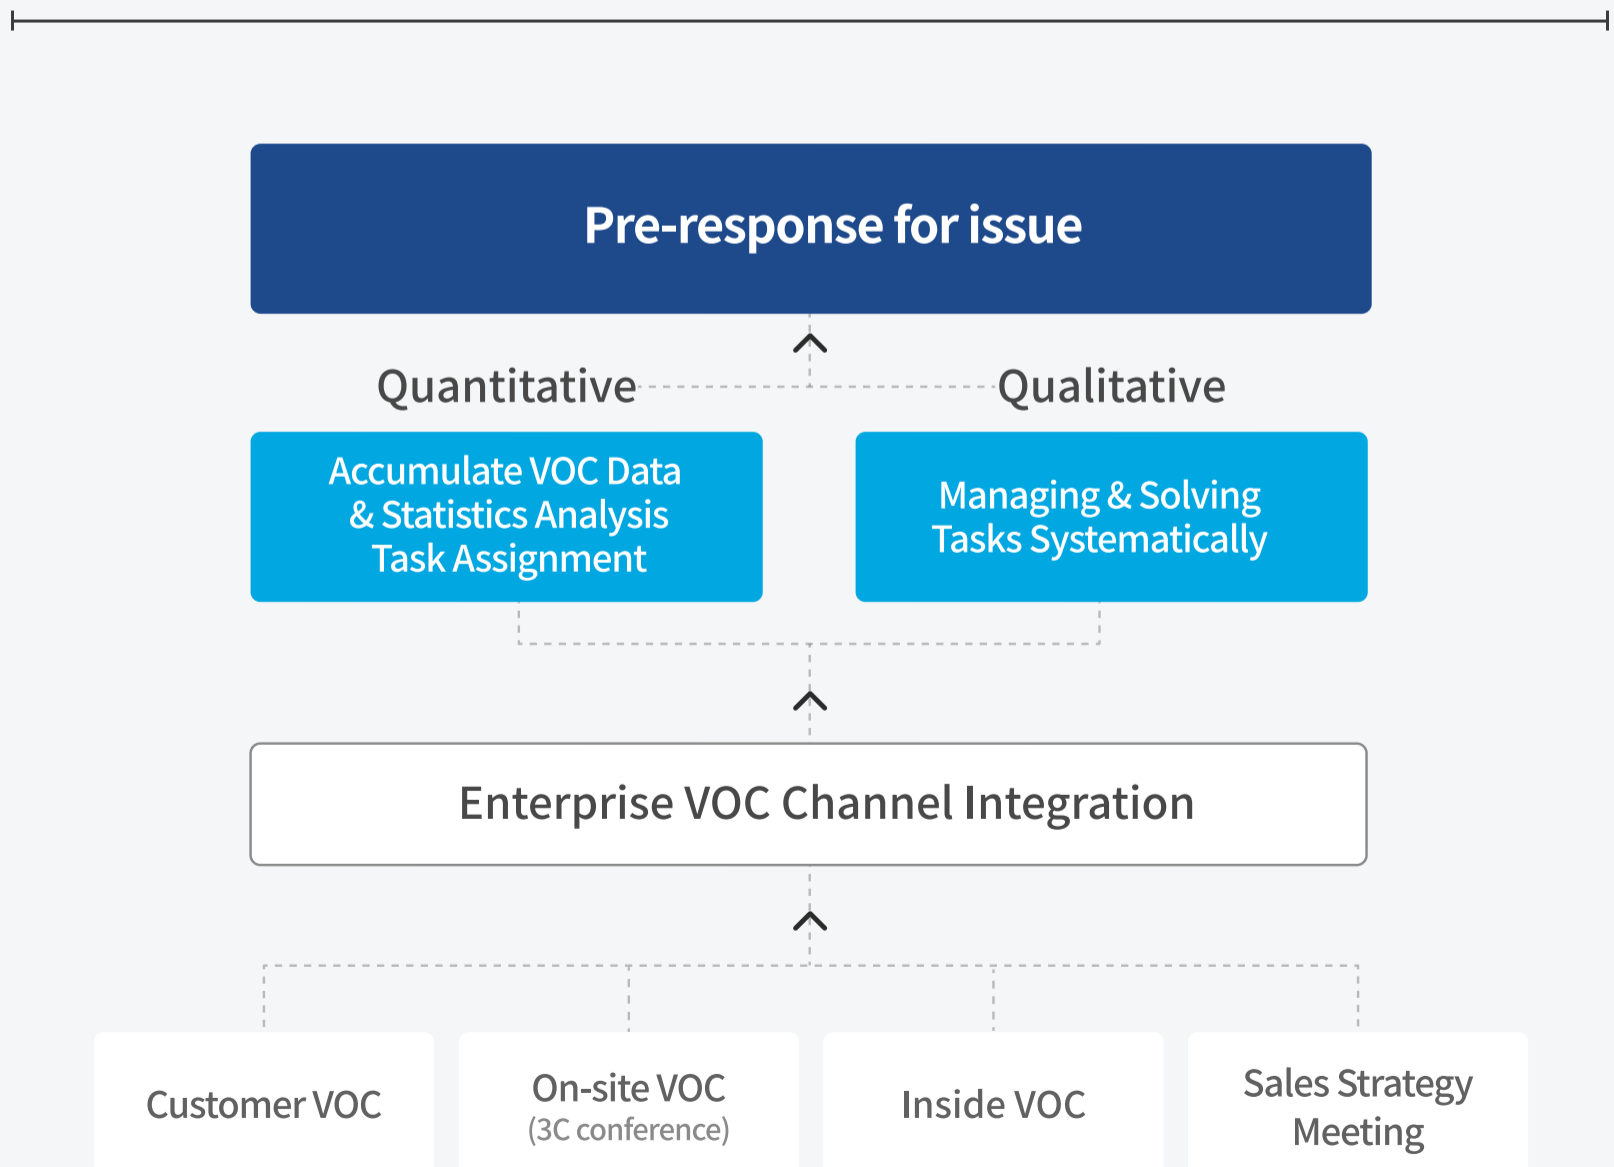 Pre-response for issue
Quantitative
Qualitative
Accumulate VOC Data
& Statistics Analysis
Task Assignment
Managing & Solving
Tasks Systematically
Enterprise VOC Channel Integration
Customer VOC
On-site VOC
(3C conference)
Inside VOC
Sales Strategy
Meeting